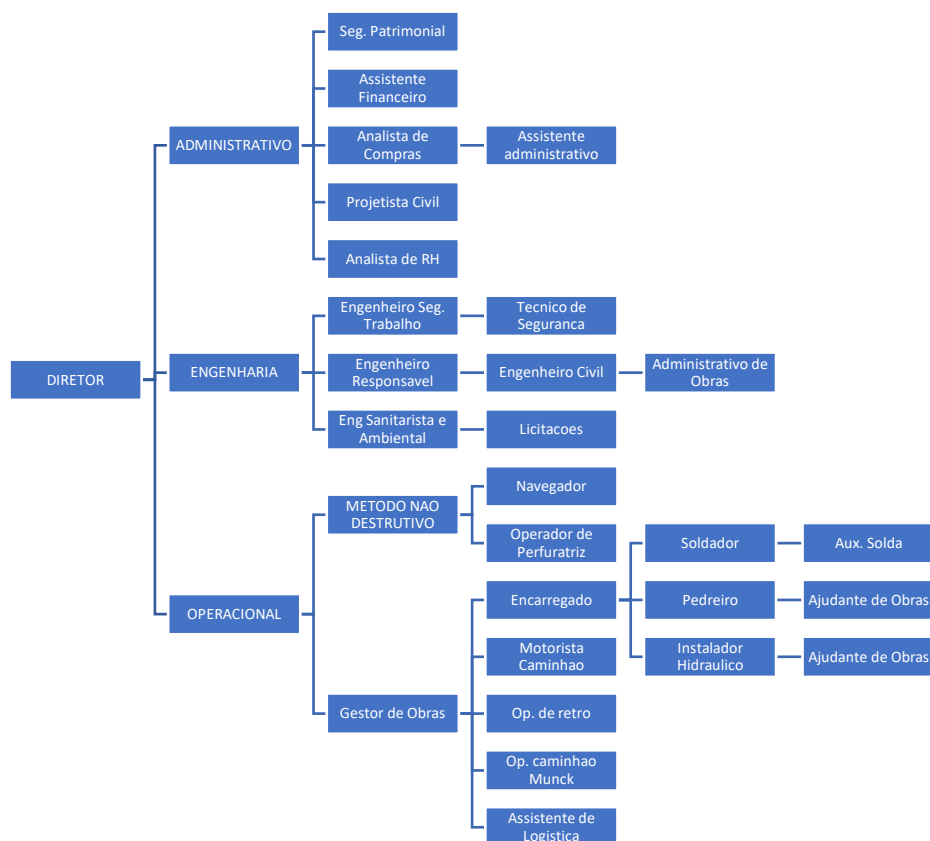 Seg. Patrimonial
Assistente
Financeiro
ADMINISTRATIVO
Analista de
Compras
Assistente
administrativo
Projetista Civil
Analista de RH
DIRETOR
ENGENHARIA
Engenheiro Seg.
Trabalho
Tecnico de
Seguranca
Engenheiro
Responsavel
Engenheiro Civil
Administrativo de
Obras
Eng Sanitarista e
Ambiental
Licitacoes
OPERACIONAL
METODO NAO
DESTRUTIVO
Navegador
Operador de
Perfuratriz
Gestor de Obras
Encarregado
Soldador
Aux. Solda
Pedreiro
Ajudante de Obras
Instalador
Hidraulico
Ajudante de Obras
Motorista
Caminhao
Op. de retro
Op. caminhao
Munck
Assistente de
Logistica